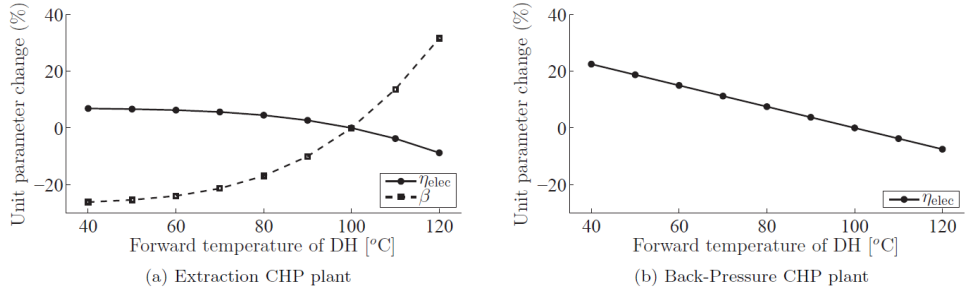 Unit parameter change (%)
40
20
0
−20
40
60
80
100
120
η_elec
β
Forward temperature of DH [°C]
(a) Extraction CHP plant
Unit parameter change (%)
40
20
0
−20
40
60
80
100
120
η_elec
Forward temperature of DH [°C]
(b) Back-Pressure CHP plant